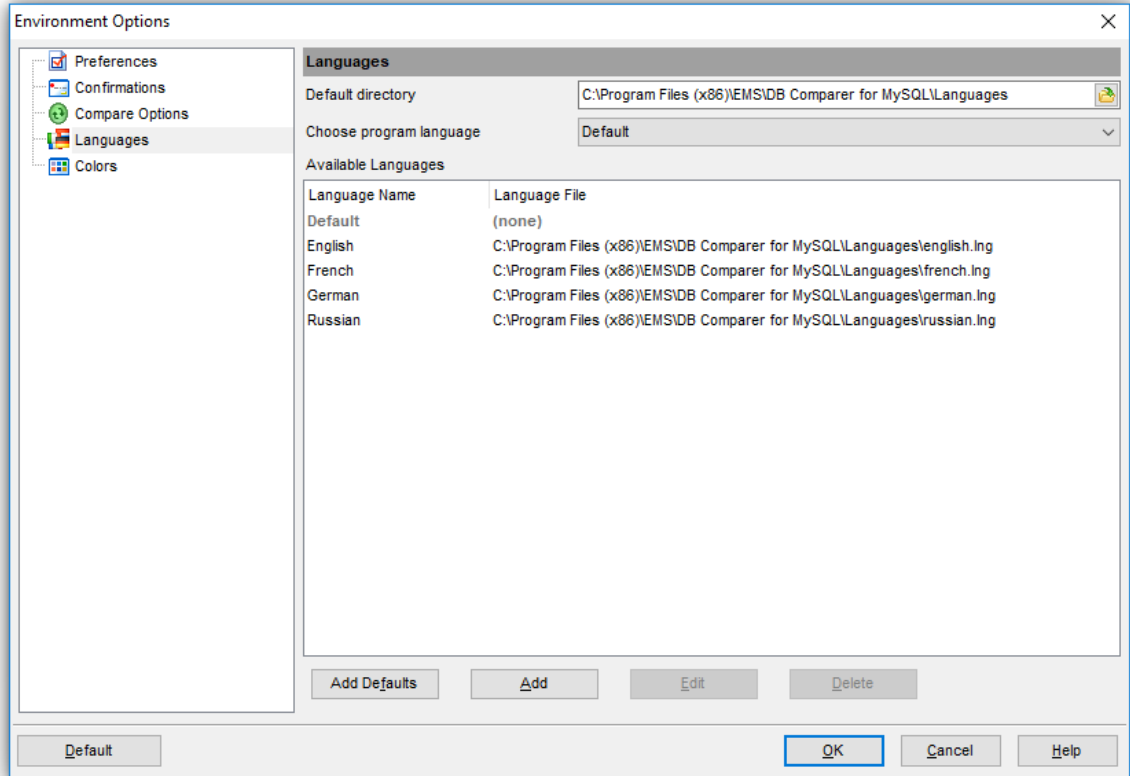 Environment Options
Preferences
Confirmations
Compare Options
Languages
Colors
Languages
Default directory C:\Program Files (x86)\EMS\DB Comparer for MySQL\Languages
Choose program language Default
Available Languages
Language Name Language File
Default (none)
English C:\Program Files (x86)\EMS\DB Comparer for MySQL\Languages\english.lng
French C:\Program Files (x86)\EMS\DB Comparer for MySQL\Languages\french.lng
German C:\Program Files (x86)\EMS\DB Comparer for MySQL\Languages\german.lng
Russian C:\Program Files (x86)\EMS\DB Comparer for MySQL\Languages\russian.lng
Add Defaults Add Edit Delete
Default OK Cancel Help